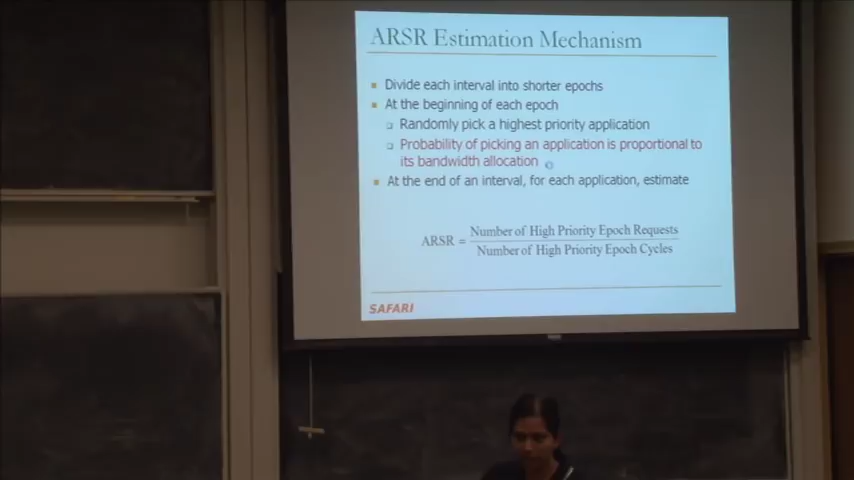 ARSR Estimation Mechanism
Divide each interval into shorter epochs
At the beginning of each epoch
Randomly pick a highest priority application
Probability of picking an application is proportional to
its bandwidth allocation
At the end of an interval, for each application, estimate
ARSR = Number of High Priority Epoch Requests
Number of High Priority Epoch Cycles
SAFARI